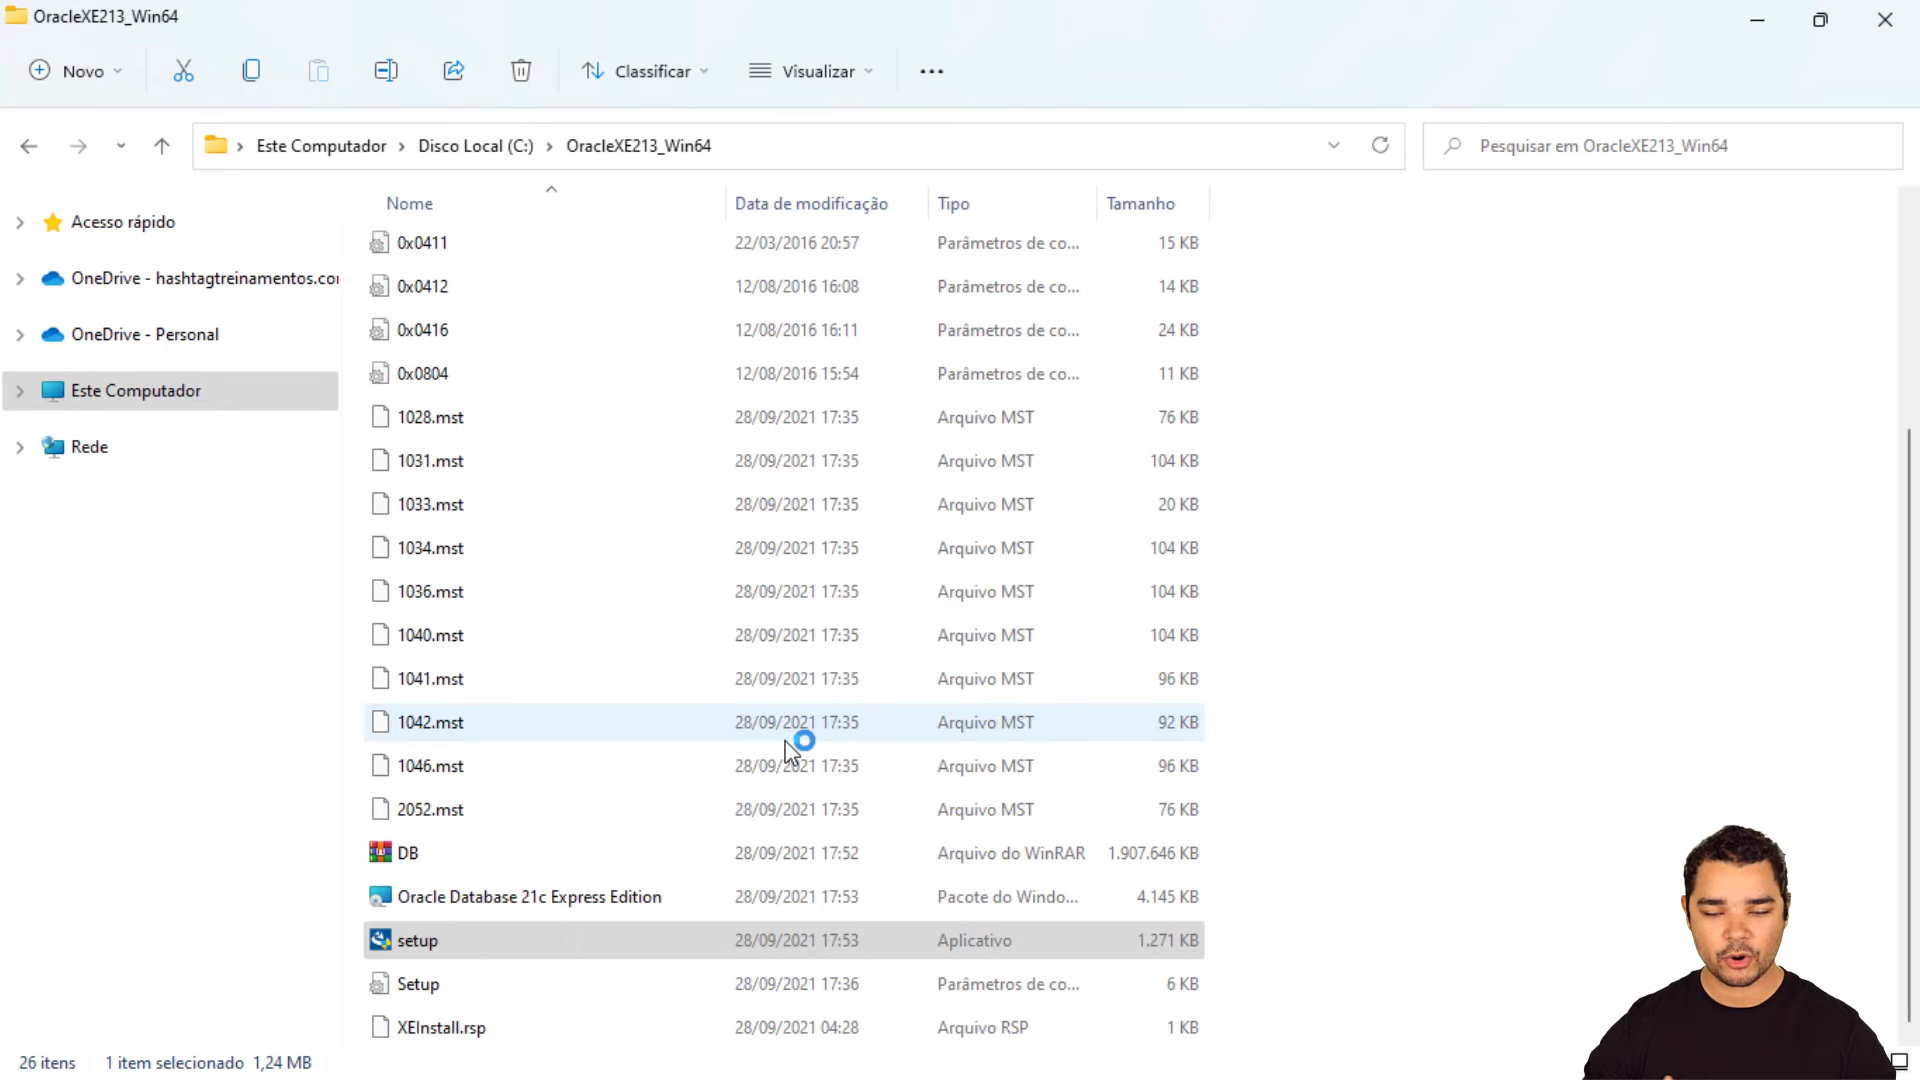 OracleXE213_Win64
Novo
Classificar
Visualizar
Este Computador > Disco Local (C:) > OracleXE213_Win64
Pesquisar em OracleXE213_Win64
Acesso rápido
OneDrive - hashtagtreinamentos.cor
OneDrive - Personal
Este Computador
Rede
Nome Data de modificação Tipo Tamanho
0x0411 22/03/2016 20:57 Parâmetros de co... 15 KB
0x0412 12/08/2016 16:08 Parâmetros de co... 14 KB
0x0416 12/08/2016 16:11 Parâmetros de co... 24 KB
0x0804 12/08/2016 15:54 Parâmetros de co... 11 KB
1028.mst 28/09/2021 17:35 Arquivo MST 76 KB
1031.mst 28/09/2021 17:35 Arquivo MST 104 KB
1033.mst 28/09/2021 17:35 Arquivo MST 20 KB
1034.mst 28/09/2021 17:35 Arquivo MST 104 KB
1036.mst 28/09/2021 17:35 Arquivo MST 104 KB
1040.mst 28/09/2021 17:35 Arquivo MST 104 KB
1041.mst 28/09/2021 17:35 Arquivo MST 96 KB
1042.mst 28/09/2021 17:35 Arquivo MST 92 KB
1046.mst 28/09/2021 17:35 Arquivo MST 96 KB
2052.mst 28/09/2021 17:35 Arquivo MST 76 KB
DB 28/09/2021 17:52 Arquivo do WinRAR 1.907.646 KB
Oracle Database 21c Express Edition 28/09/2021 17:53 Pacote do Windo... 4.145 KB
setup 28/09/2021 17:53 Aplicativo 1.271 KB
Setup 28/09/2021 17:36 Parâmetros de co... 6 KB
XEInstall.rsp 28/09/2021 04:28 Arquivo RSP 1 KB
26 itens 1 item selecionado 1,24 MB